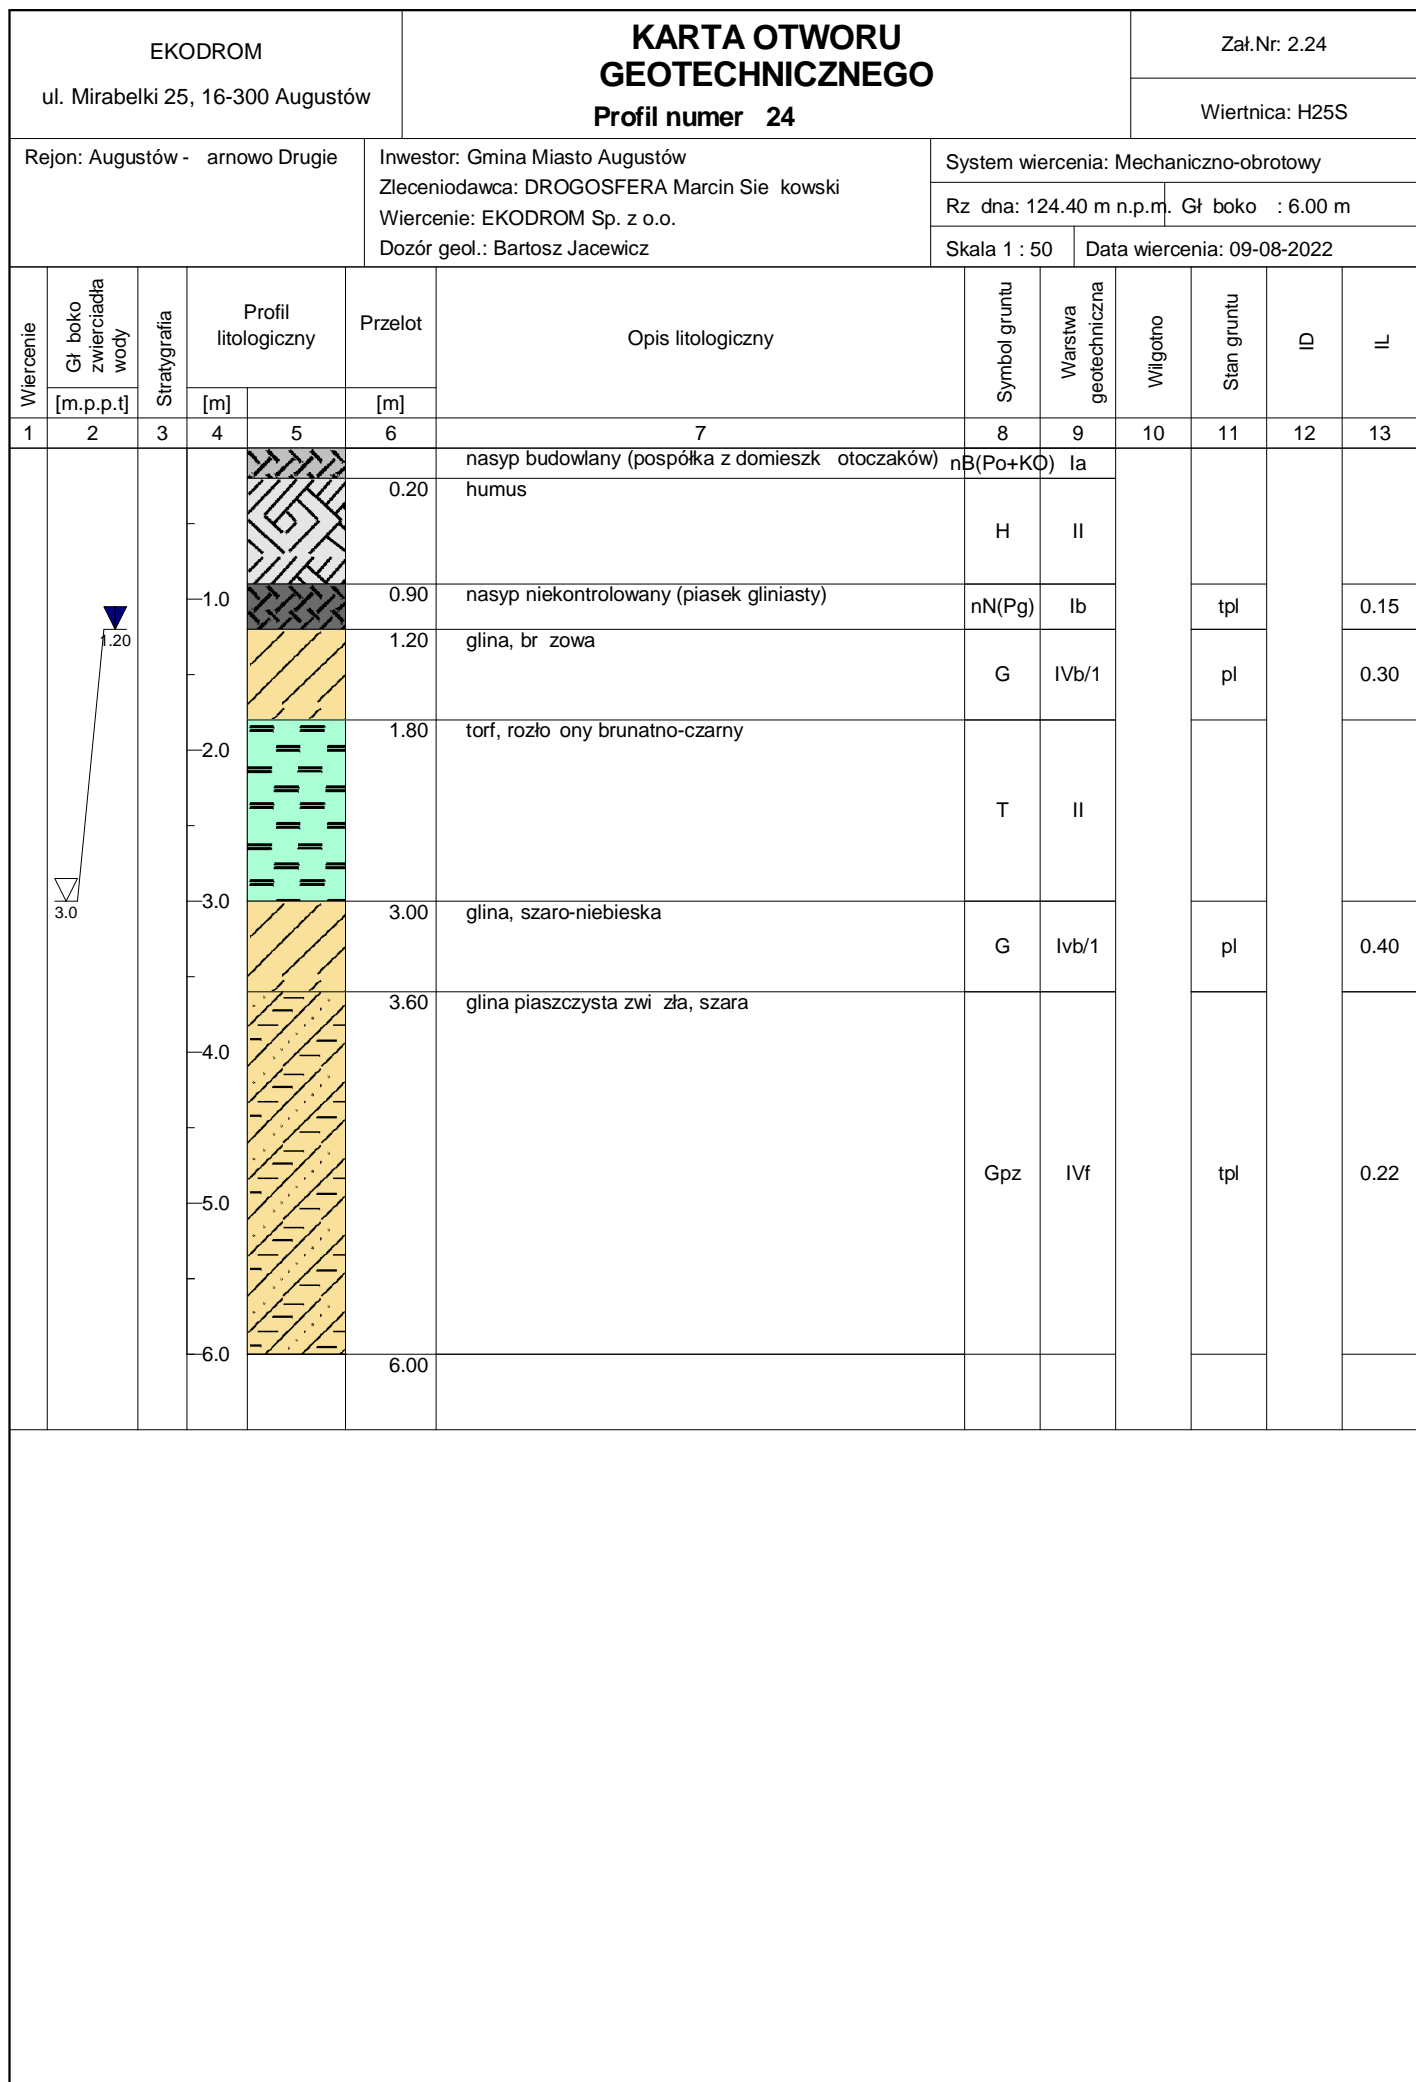 EKODROM
ul. Mirabelki 25, 16-300 Augustów
KARTA OTWORU
GEOTECHNICZNEGO
Profil numer 24
Zał.Nr: 2.24
Wiertnica: H25S
Rejon: Augustów - arnowo Drugie
Inwestor: Gmina Miasto Augustów
Zleceniodawca: DROGOSFERA Marcin Sie kowski
Wiercenie: EKODROM Sp. z o.o.
Dozór geol.: Bartosz Jacewicz
System wiercenia: Mechaniczno-obrotowy
Rz dna: 124.40 m n.p.m. Gł boko : 6.00 m
Skala 1 : 50 Data wiercenia: 09-08-2022
Wiercenie
Gł boko
zwierciadła
wody
[m.p.p.t]
Stratygrafia
Profil
litologiczny
[m]
Przelot
[m]
Opis litologiczny
Symbol gruntu
Warstwa
geotechniczna
Wilgotno
Stan gruntu
ID
IL
1 2 3 4 5 6 7 8 9 10 11 12 13
nasyp budowlany (pospółka z domieszk otoczaków) nB(Po+KO) Ia
0.20 humus
H II
1.0 0.90 nasyp niekontrolowany (piasek gliniasty)
nN(Pg) Ib tpl 0.15
1.20 1.20 glina, br zowa
G IVb/1 pl 0.30
1.80 torf, rozło ony brunatno-czarny
2.0
T II
3.0 3.0 3.00 glina, szaro-niebieska
G Ivb/1 pl 0.40
3.60 glina piaszczysta zwi zła, szara
4.0
Gpz IVf tpl 0.22
5.0
6.0
6.00